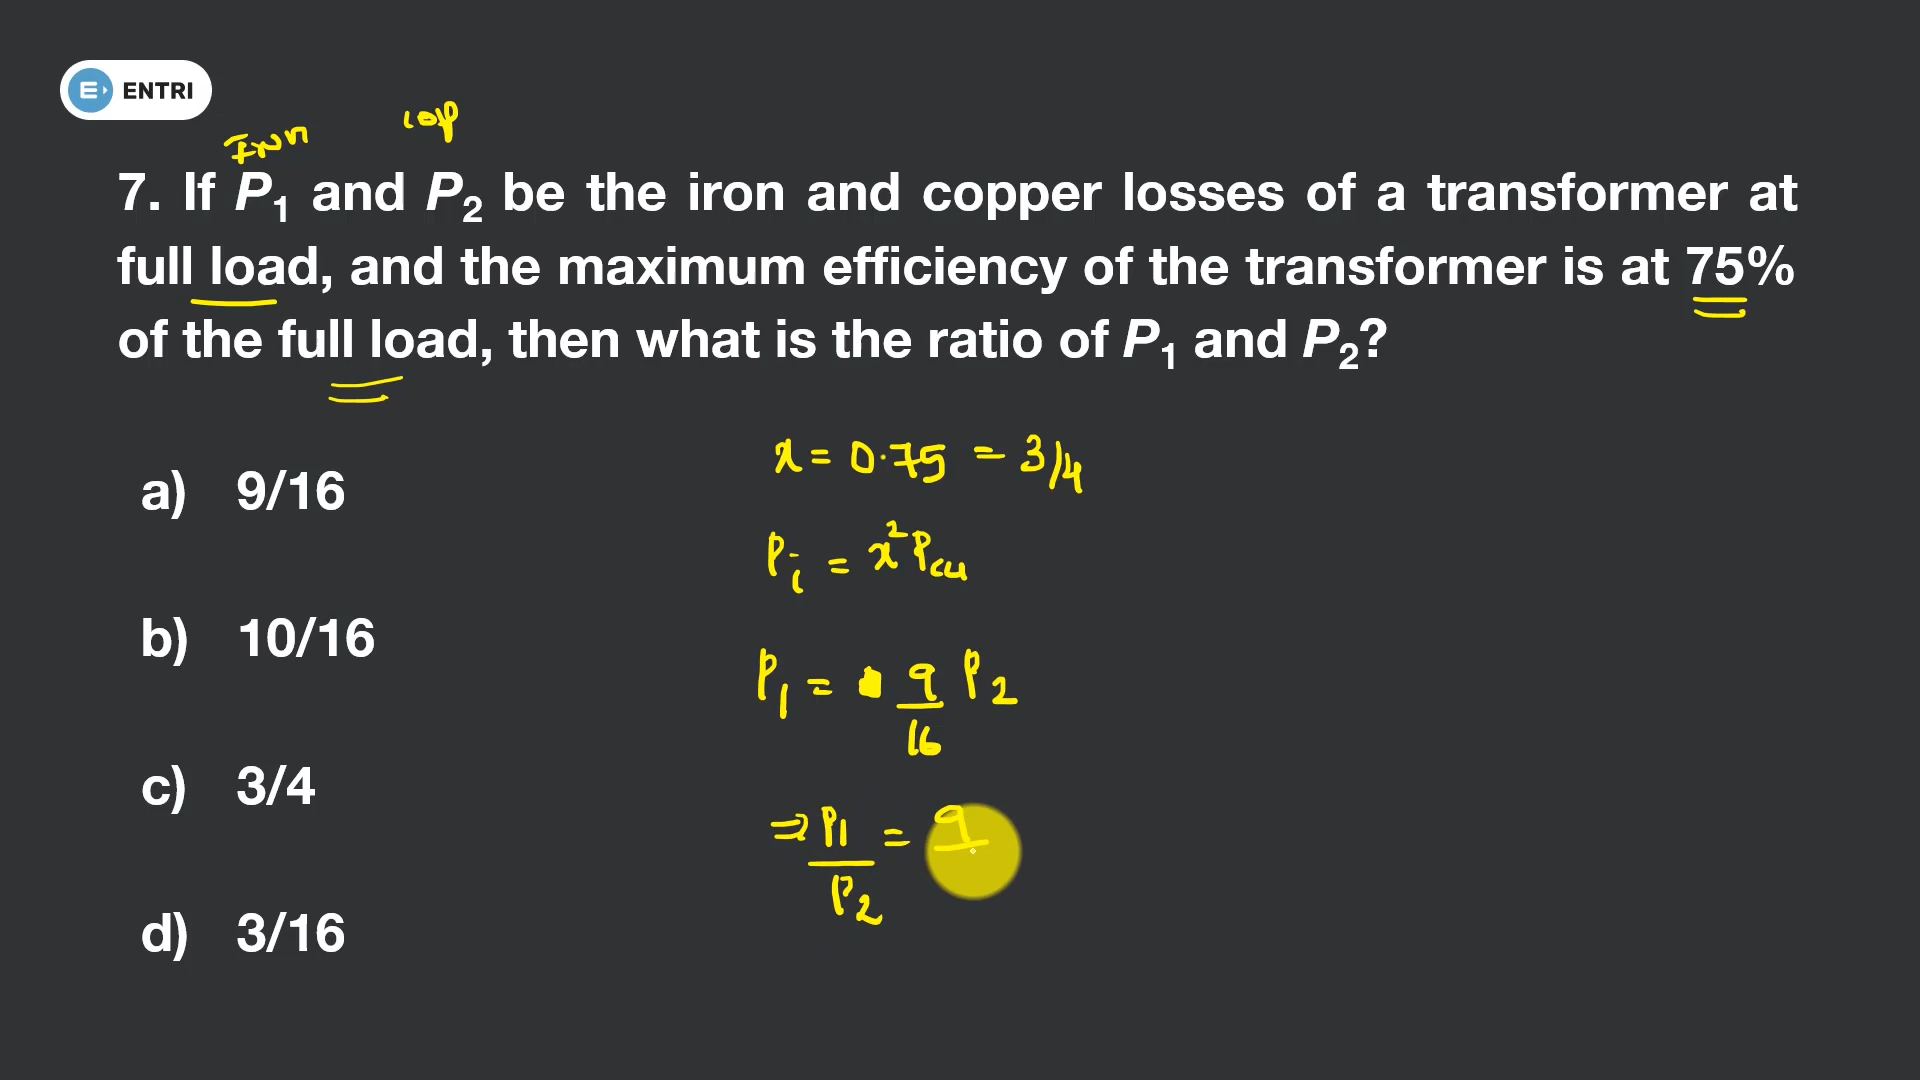 ENTRI
Iron cop
7. If P₁ and P₂ be the iron and copper losses of a transformer at
full load, and the maximum efficiency of the transformer is at 75%
of the full load, then what is the ratio of P₁ and P₂?
x = 0.75 = 3/4
a) 9/16
Pᵢ = x² Pcu
b) 10/16
P₁ = 9/16 P₂
c) 3/4
⇒ P₁/P₂ = 9
d) 3/16